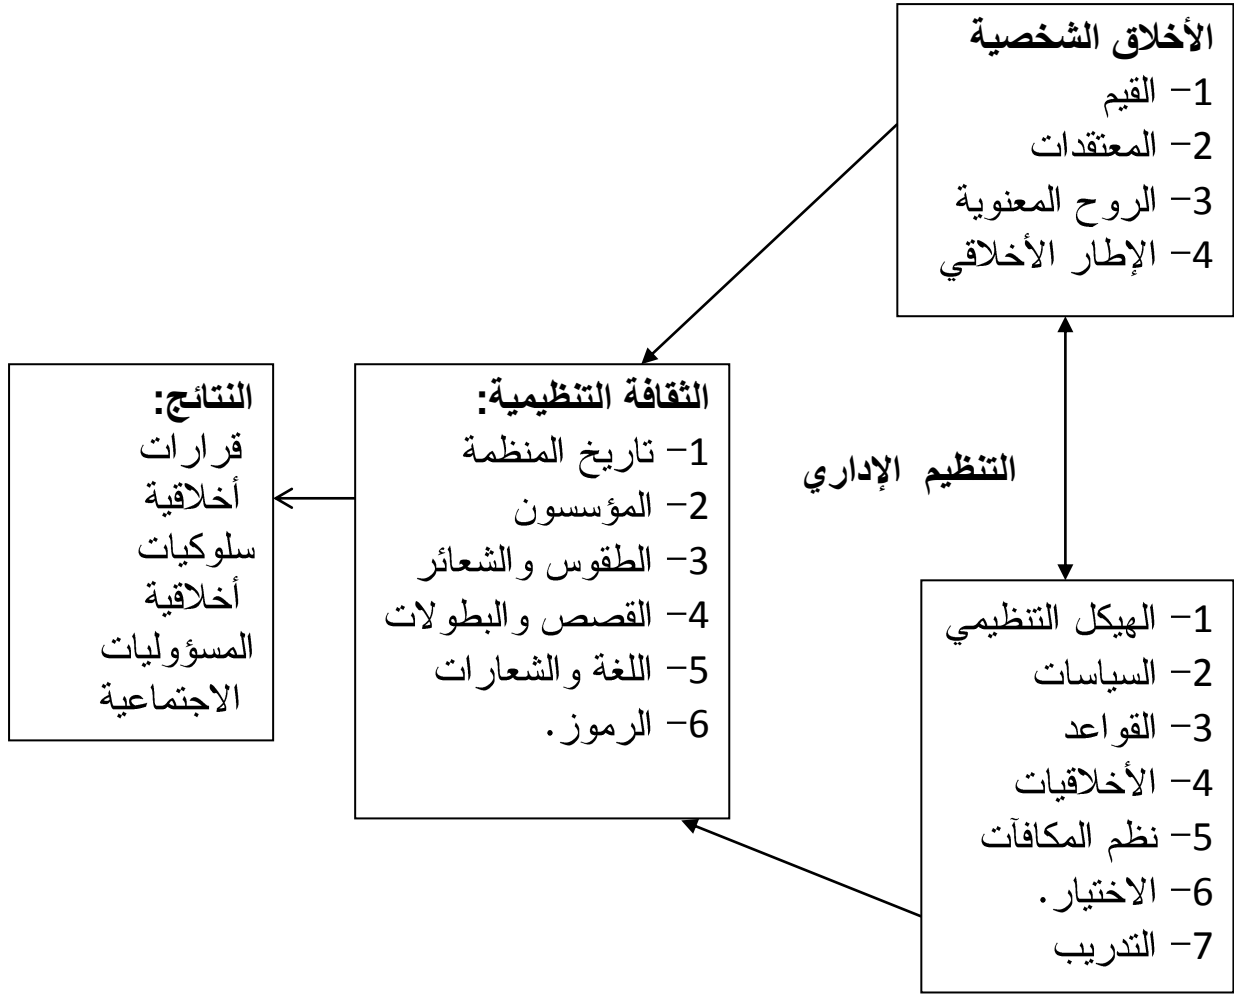 الأخلاق الشخصية
1– القيم
2– المعتقدات
3– الروح المعنوية
4– الإطار الأخلاقي
التنظيم الإداري
1– الهيكل التنظيمي
2– السياسات
3– القواعد
4– الأخلاقيات
5– نظم المكافآت
6– الاختيار.
7– التدريب
الثقافة التنظيمية:
1– تاريخ المنظمة
2– المؤسسون
3– الطقوس والشعائر
4– القصص والبطولات
5– اللغة والشعارات
6– الرموز.
النتائج:
قرارات
أخلاقية
سلوكيات
أخلاقية
المسؤوليات
الاجتماعية